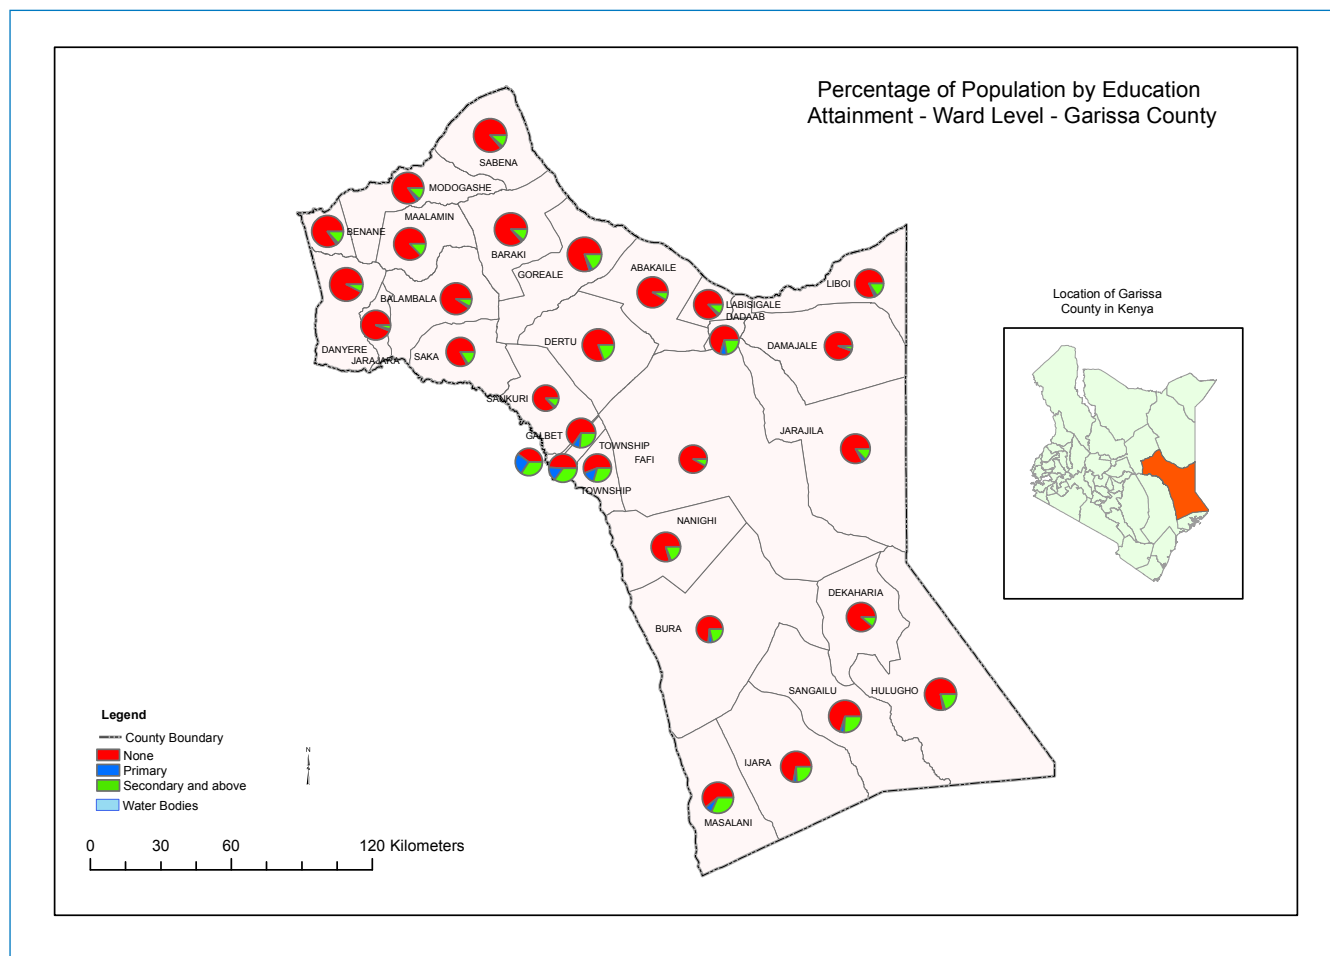 Percentage of Population by Education
Attainment - Ward Level - Garissa County
SABENA
MODOGASHE
MAALAMIN
BENANE
BARAKI
GOREALE
ABAKAILE
LIBOI
BALAMBALA
LABISIGALE
DADAAB
DANYERE
JARAJARA
SAKA
DERTU
DAMAJALE
SANKURI
GALBET
TOWNSHIP
FAFI
JARAJILA
TOWNSHIP
NANIGHI
DEKAHARIA
BURA
SANGAILU
HULUGHO
IJARA
MASALANI
Location of Garissa
County in Kenya
Legend
County Boundary
None
Primary
Secondary and above
Water Bodies
N
0 30 60 120 Kilometers